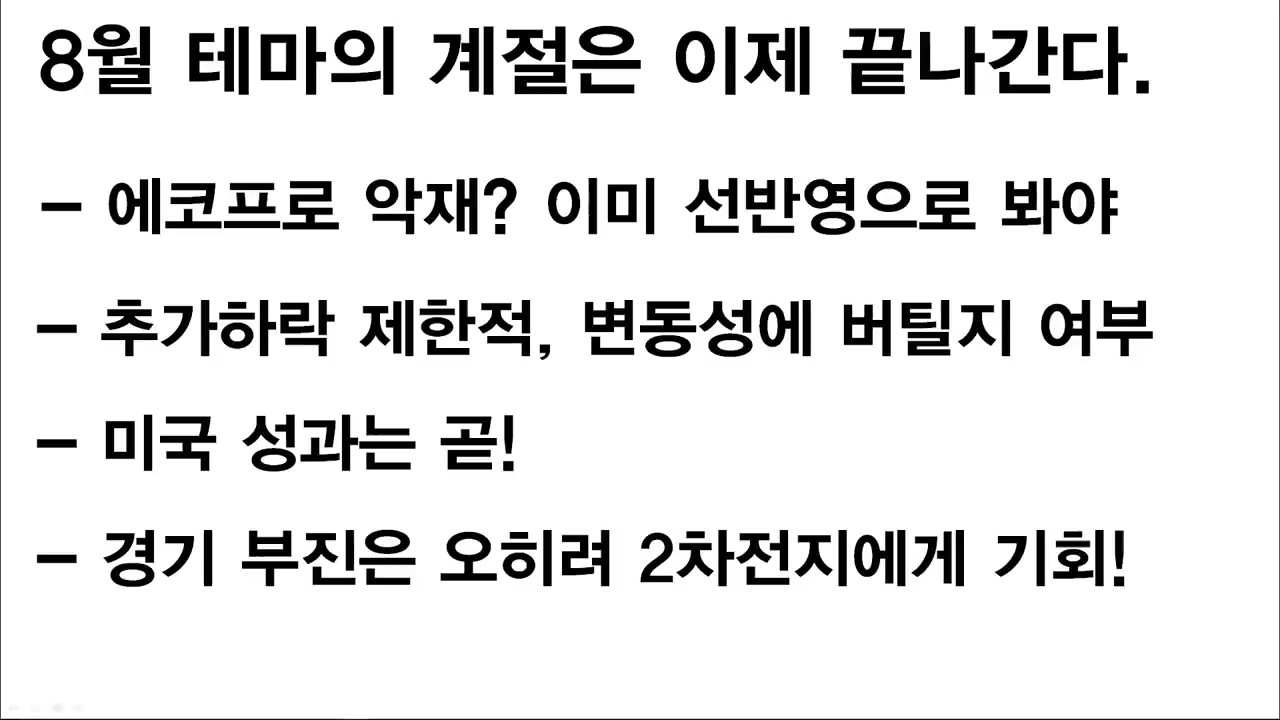 8월 테마의 계절은 이제 끝나간다.
- 에코프로 악재? 이미 선반영으로 봐야
- 추가하락 제한적, 변동성에 버틸지 여부
- 미국 성과는 곧!
- 경기 부진은 오히려 2차전지에게 기회!